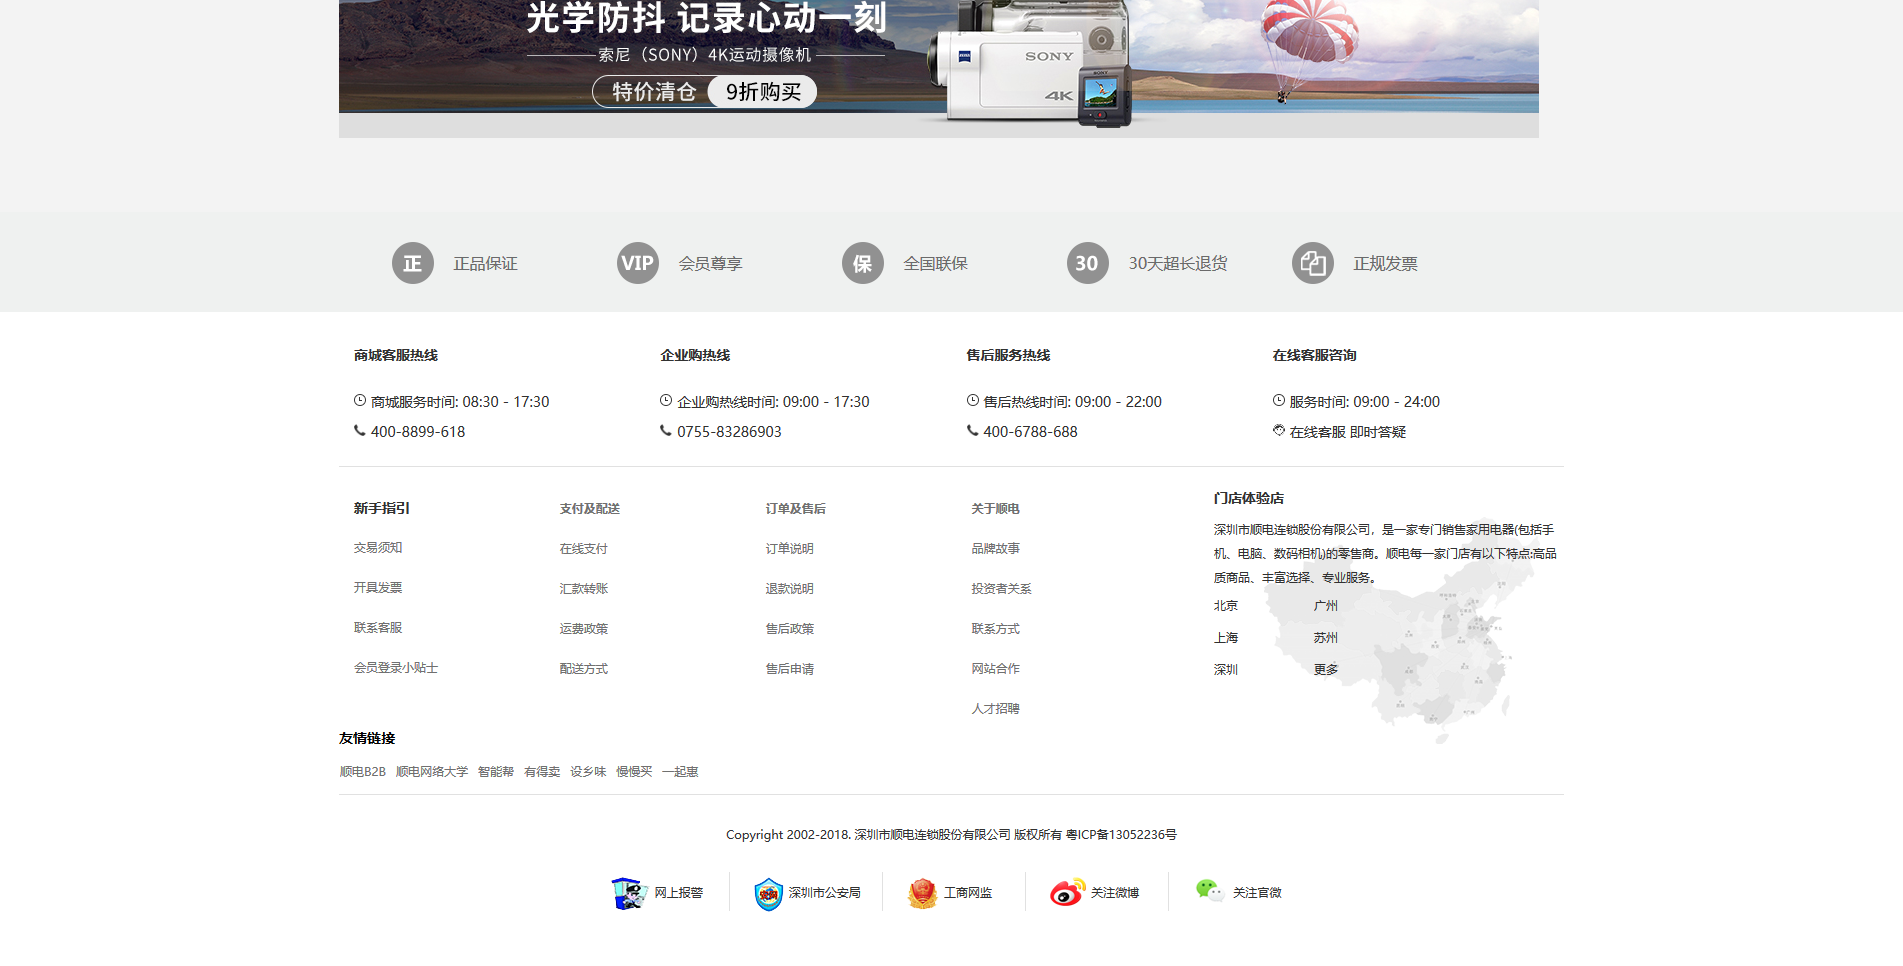 光学防抖 记录心动一刻
索尼（SONY）4K运动摄像机
特价清仓 9折购买
SONY
4K
SONY
正 正品保证 VIP 会员尊享 保 全国联保 30 30天超长退货 正规发票
商城客服热线 企业购热线 售后服务热线 在线客服咨询
商城服务时间: 08:30 - 17:30 企业购热线时间: 09:00 - 17:30 售后热线时间: 09:00 - 22:00 服务时间: 09:00 - 24:00
400-8899-618 0755-83286903 400-6788-688 在线客服 即时答疑
新手指引 支付及配送 订单及售后 关于顺电
交易须知 在线支付 订单说明 品牌故事
开具发票 汇款转账 退款说明 投资者关系
联系客服 运费政策 售后政策 联系方式
会员登录小贴士 配送方式 售后申请 网站合作
人才招聘
门店体验店
深圳市顺电连锁股份有限公司，是一家专门销售家用电器(包括手
机、电脑、数码相机)的零售商。顺电每一家门店有以下特点:高品
质商品、丰富选择、专业服务。
北京 广州
上海 苏州
深圳 更多
友情链接
顺电B2B 顺电网络大学 智能帮 有得卖 设乡味 慢慢买 一起惠
Copyright 2002-2018. 深圳市顺电连锁股份有限公司 版权所有 粤ICP备13052236号
网上报警 深圳市公安局 工商网监 关注微博 关注官微